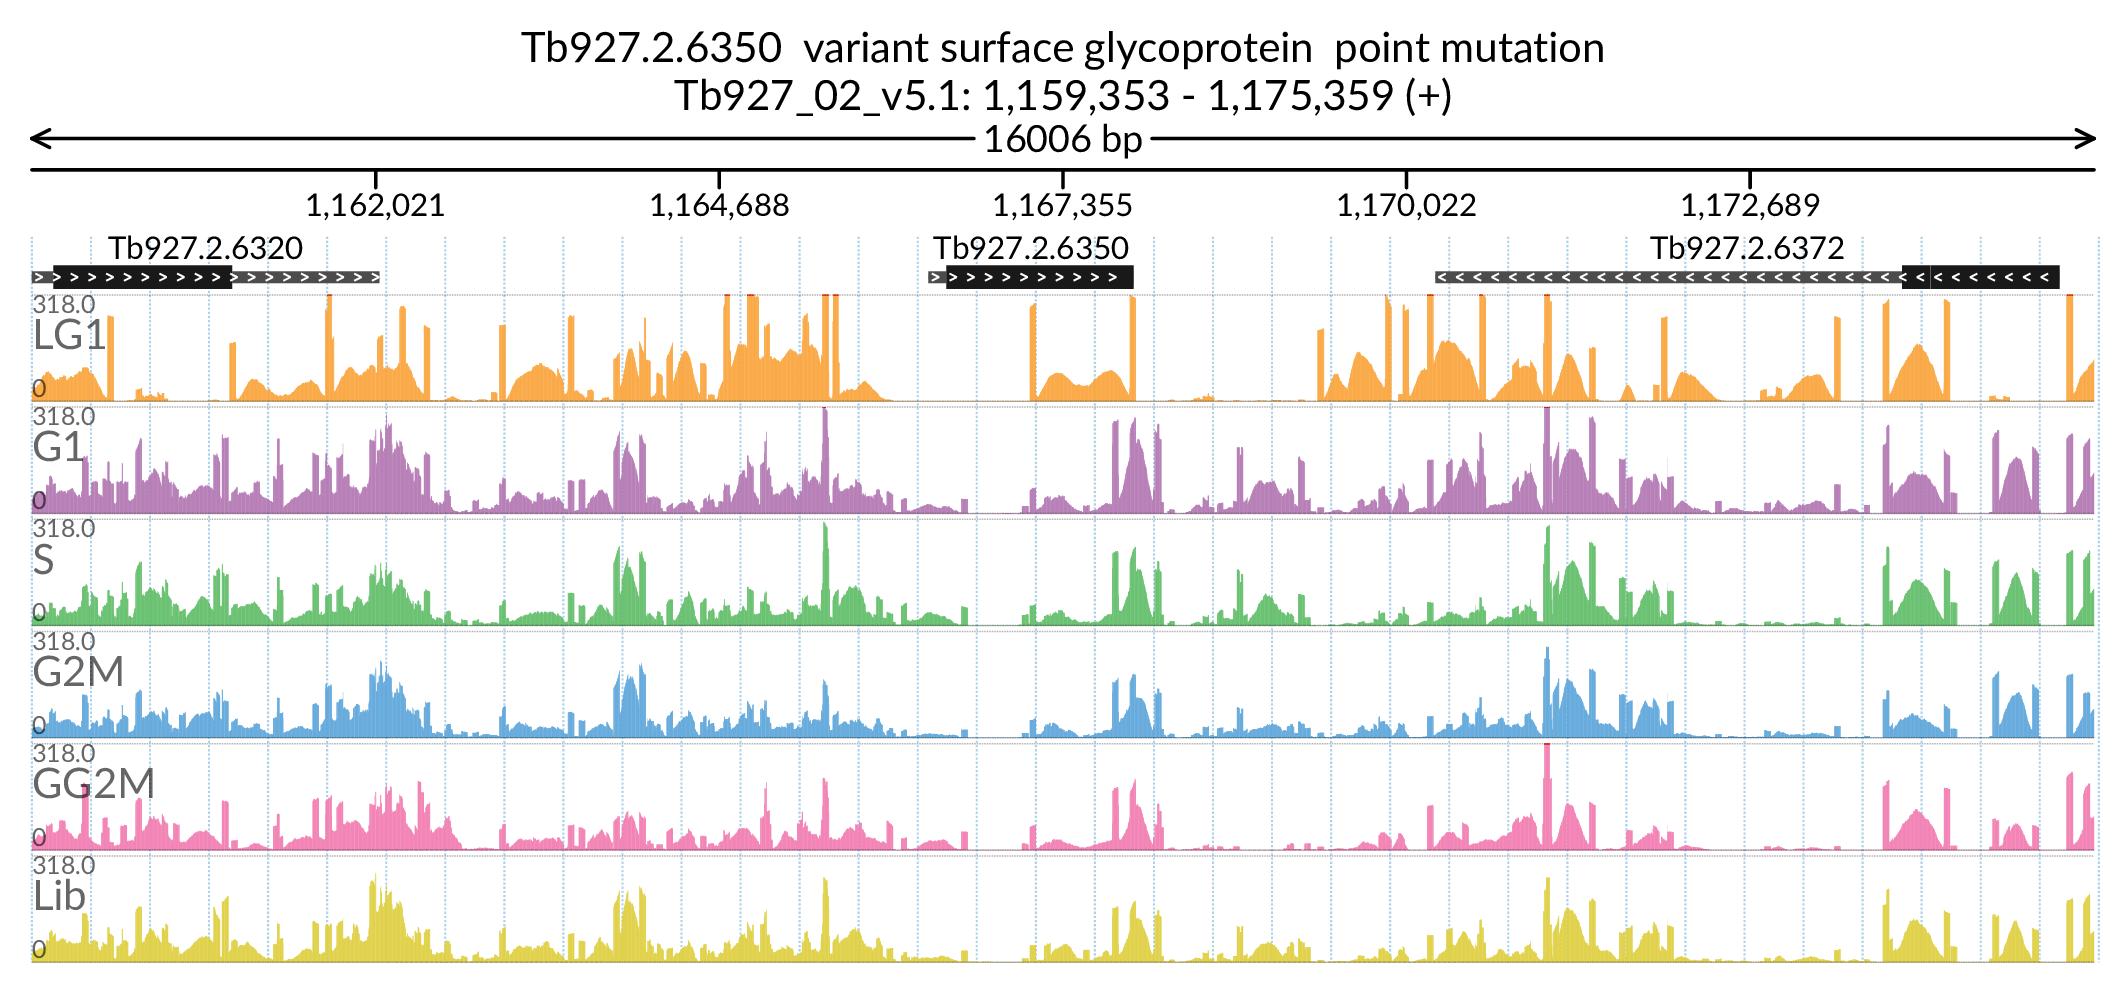 Tb927.2.6350 variant surface glycoprotein point mutation
Tb927_02_v5.1: 1,159,353 - 1,175,359 (+)
16006 bp
1,162,021 1,164,688 1,167,355 1,170,022 1,172,689
Tb927.2.6320 Tb927.2.6350 Tb927.2.6372
318.0
LG1
0
318.0
G1
0
318.0
S
0
318.0
G2M
0
318.0
GG2M
0
318.0
Lib
0